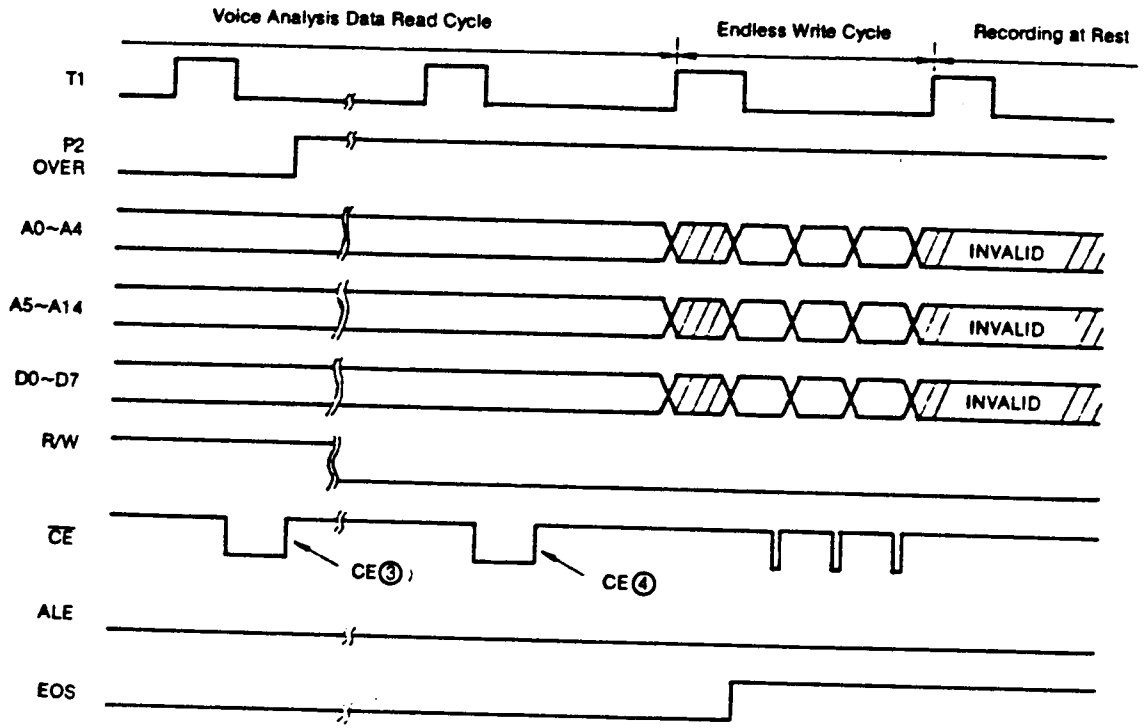 Voice Analysis Data Read Cycle
Endless Write Cycle
Recording at Rest
T1
P2
OVER
A0~A4
INVALID
A5~A14
INVALID
D0~D7
INVALID
R/W
CE
CE③
CE④
ALE
EOS